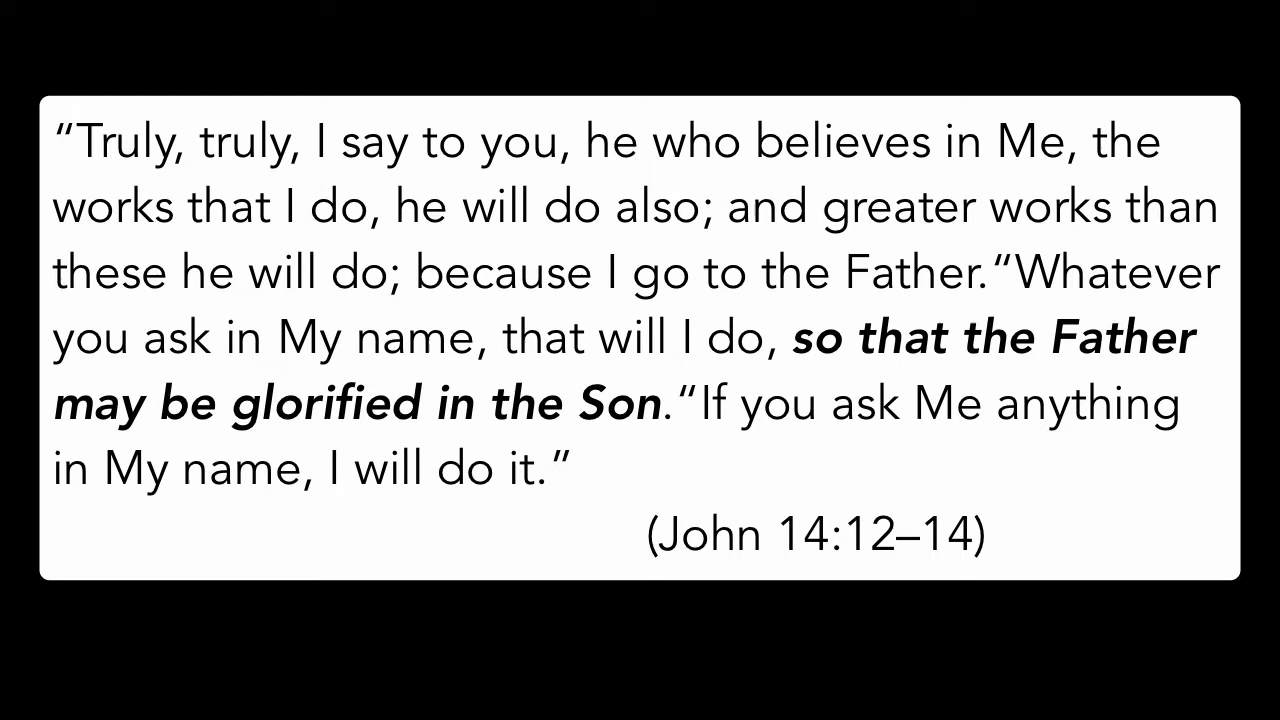 “Truly, truly, I say to you, he who believes in Me, the
works that I do, he will do also; and greater works than
these he will do; because I go to the Father.“Whatever
you ask in My name, that will I do, so that the Father
may be glorified in the Son.“If you ask Me anything
in My name, I will do it.”
(John 14:12–14)